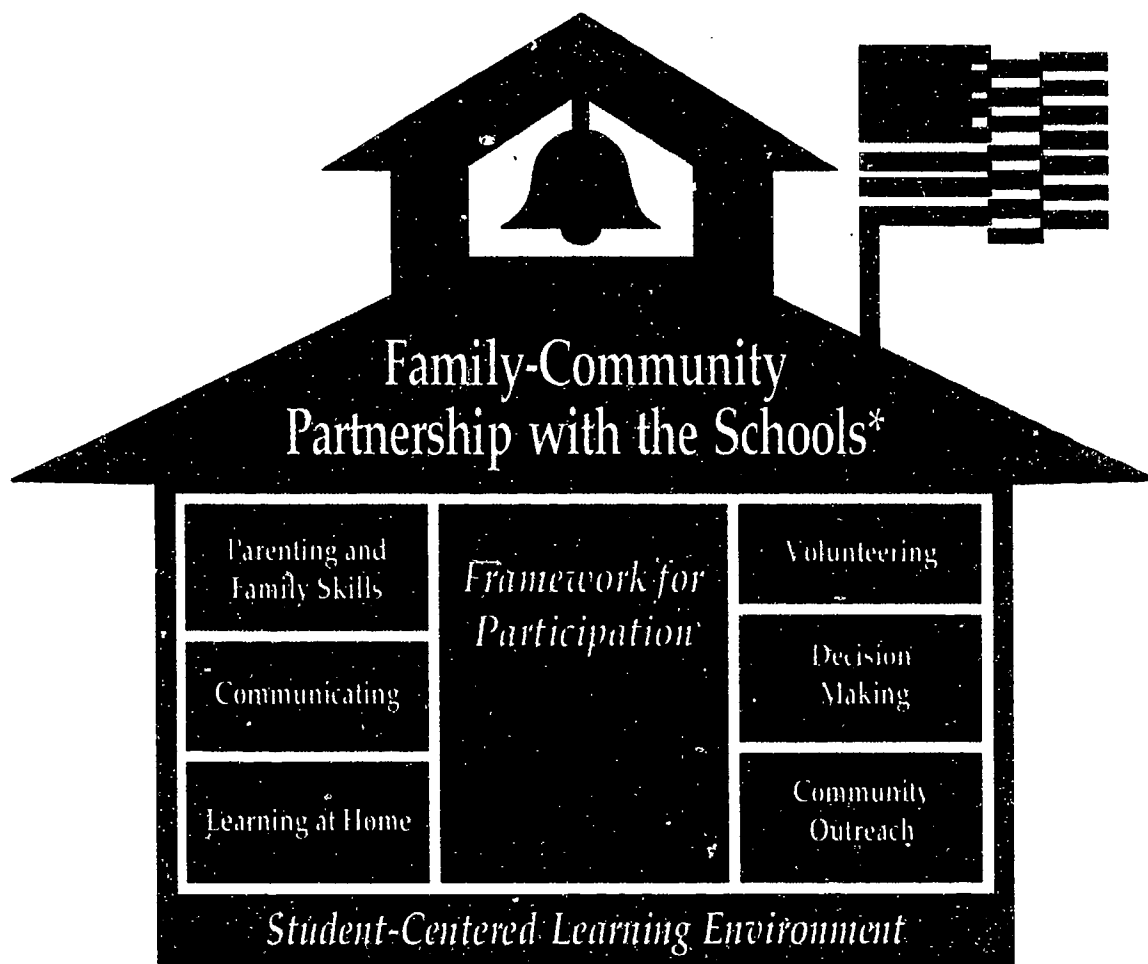 Family-Community
Partnership with the Schools*
Parenting and
Family Skills
Communicating
Learning at Home
Framework for
Participation
Volunteering
Decision
Making
Community
Outreach
Student-Centered Learning Environment